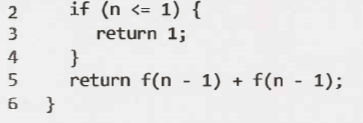 2 if (n <= 1) {
3 return 1;
4 }
5 return f(n - 1) + f(n - 1);
6 }